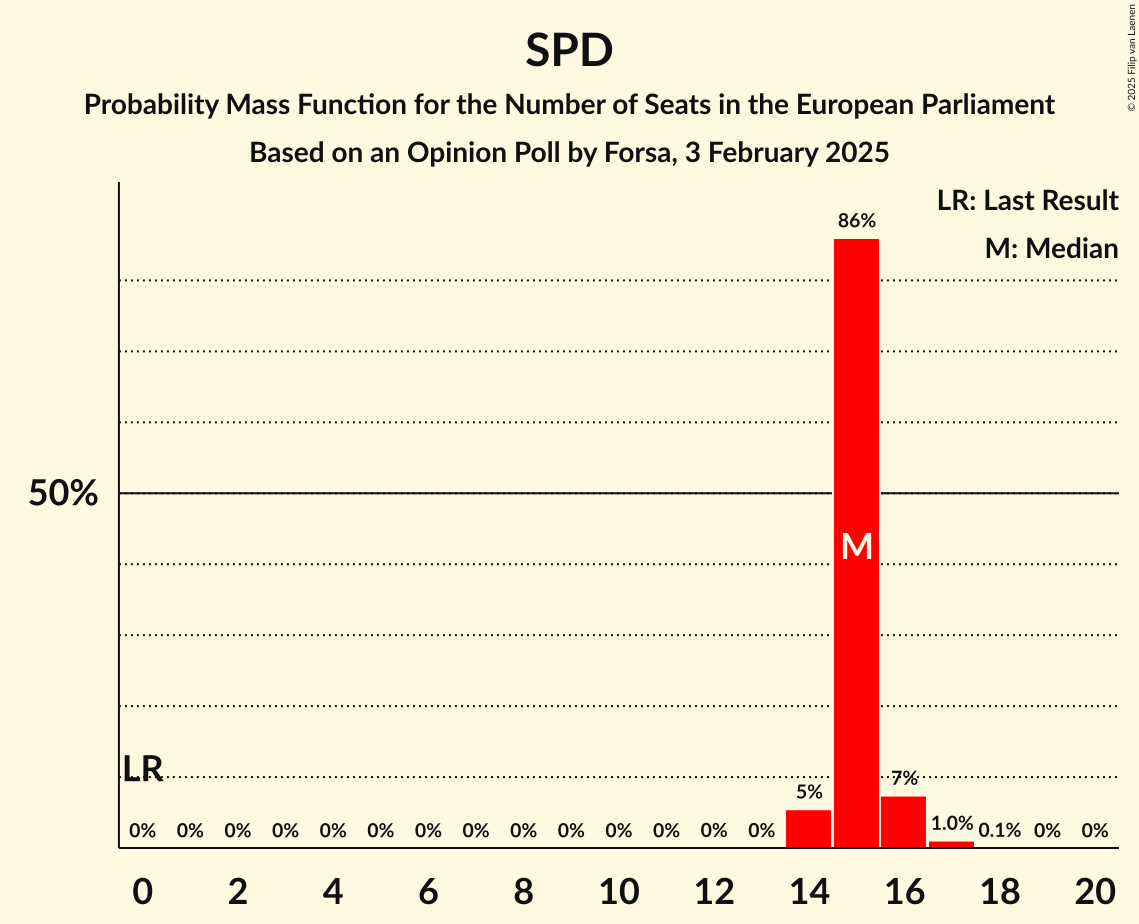 SPD
Probability Mass Function for the Number of Seats in the European Parliament
Based on an Opinion Poll by Forsa, 3 February 2025
© 2025 Filip van Laenen
LR: Last Result
M: Median
86%
50%
M
LR
5%
7%
0% 0% 0% 0% 0% 0% 0% 0% 0% 0% 0% 0% 0% 0% 1.0% 0.1% 0% 0%
0 2 4 6 8 10 12 14 16 18 20